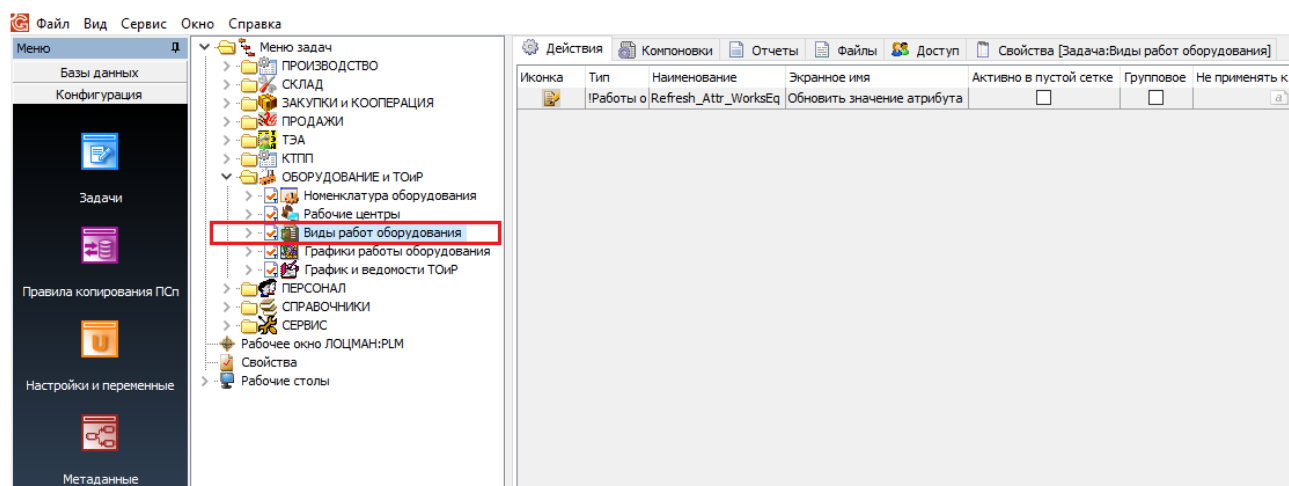 Файл Вид Сервис Окно Справка
Меню
Базы данных
Конфигурация
Задачи
Правила копирования ПСп
Настройки и переменные
Метаданные
Меню задач
ПРОИЗВОДСТВО
СКЛАД
ЗАКУПКИ и КООПЕРАЦИЯ
ПРОДАЖИ
ТЭА
КТПП
ОБОРУДОВАНИЕ и ТОиР
Номенклатура оборудования
Рабочие центры
Виды работ оборудования
Графики работы оборудования
График и ведомости ТОиР
ПЕРСОНАЛ
СПРАВОЧНИКИ
СЕРВИС
Рабочее окно ЛОЦМАН:PLM
Свойства
Рабочие столы
Действия Компоновки Отчеты Файлы Доступ Свойства [Задача:Виды работ оборудования]
Иконка Тип Наименование Экранное имя Активно в пустой сетке Групповое Не применять к
!Работы о Refresh_Attr_WorksEq Обновить значение атрибута